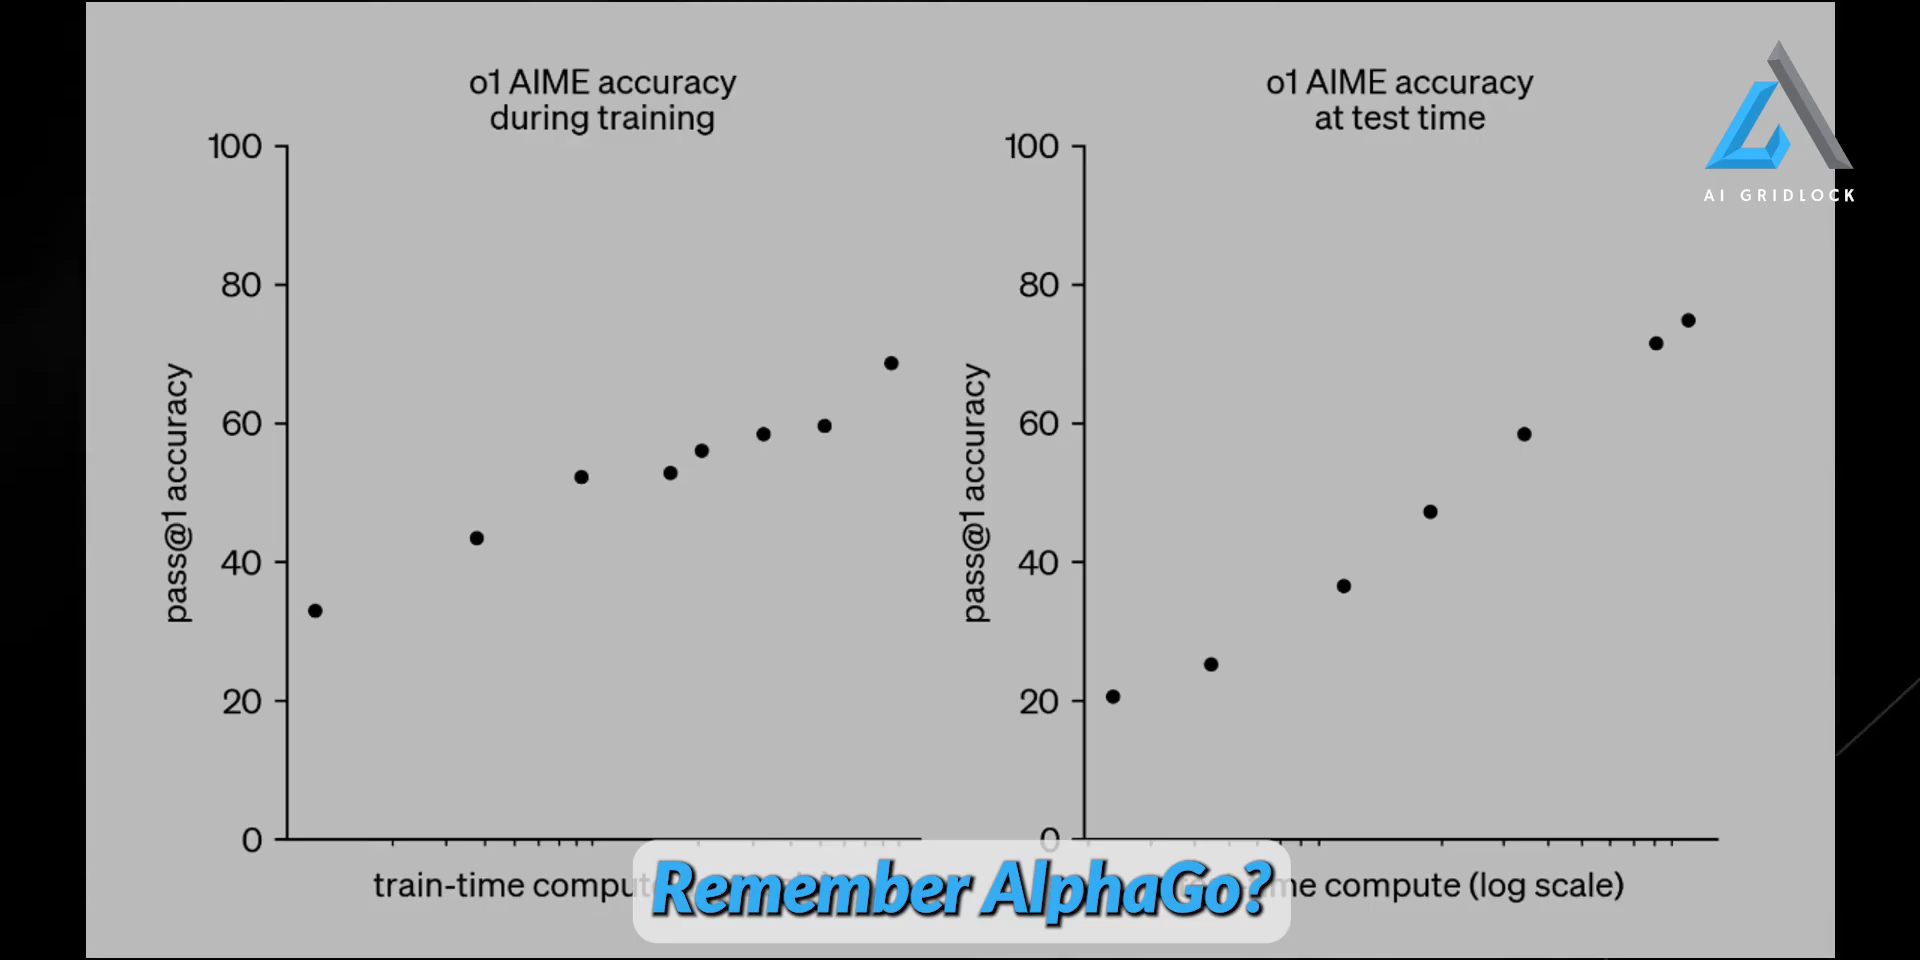 o1 AIME accuracy
during training
100
80
60
40
20
0
pass@1 accuracy
train-time
o1 AIME accuracy
at test time
100
80
60
40
20
0
pass@1 accuracy
compute (log scale)
AI GRIDLOCK
Remember AlphaGo?